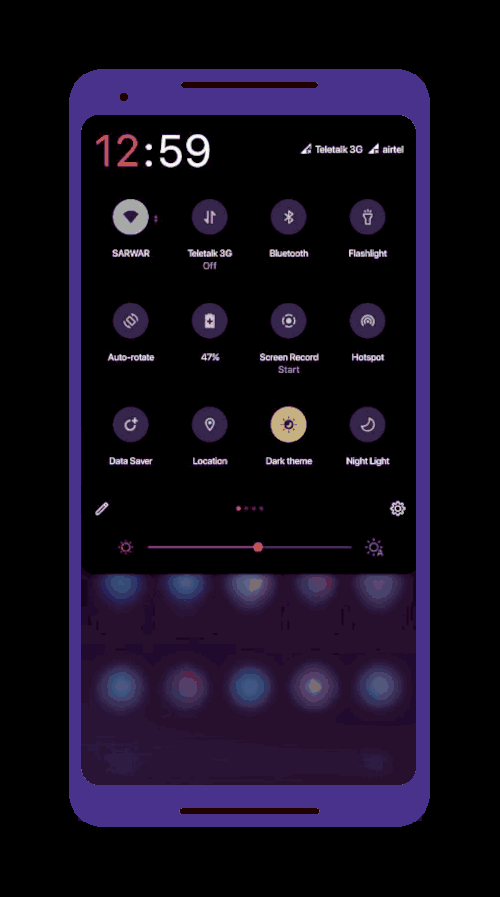 12:59
Teletalk 3G airtel
SARWAR Teletalk 3G Bluetooth Flashlight
Off
Auto-rotate 47% Screen Record Hotspot
Start
Data Saver Location Dark theme Night Light
A